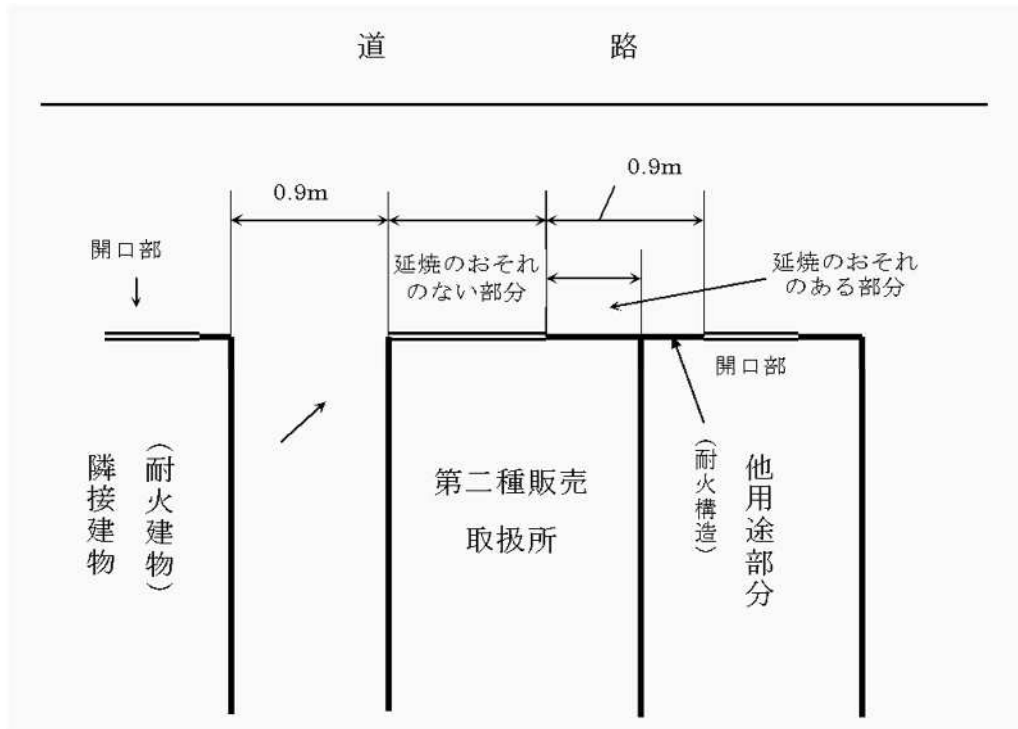 道路
0.9m
0.9m
開口部
延焼のおそれ
のない部分
延焼のおそれ
のある部分
開口部
隣接建物
（耐火建物）
第二種販売
取扱所
（耐火構造）
他用途部分